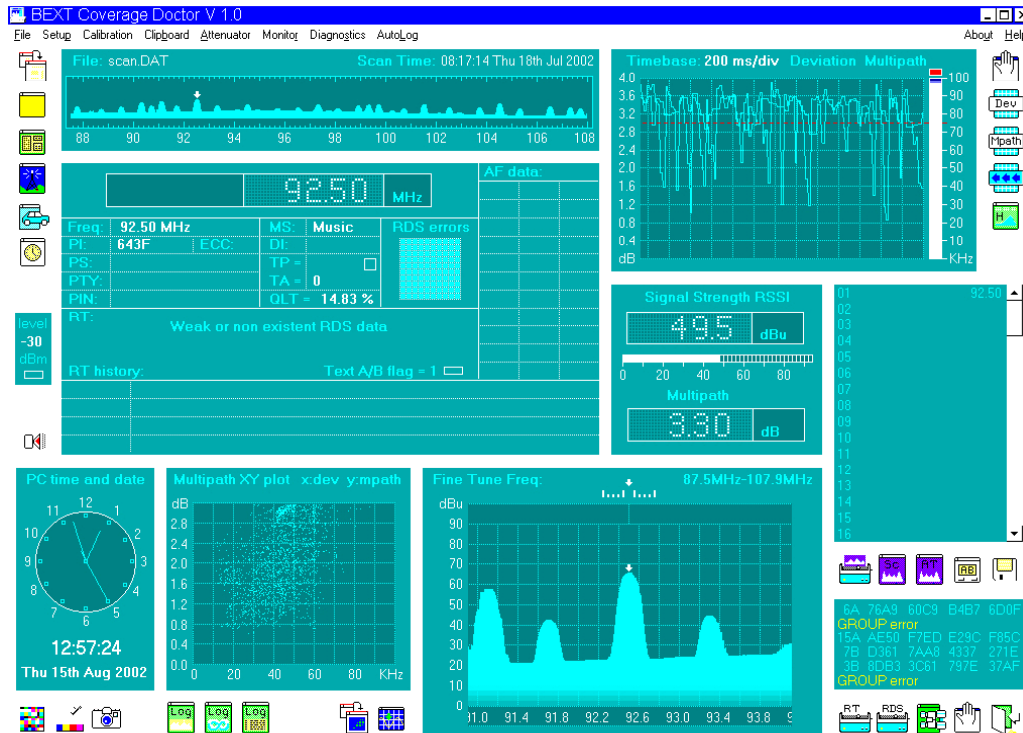 BEXT Coverage Doctor V 1.0
File Setup Calibration Clipboard Attenuator Monitor Diagnostics AutoLog About Help
File: scan.DAT Scan Time: 08:17:14 Thu 18th Jul 2002
88 90 92 94 96 98 100 102 104 106 108
Timebase: 200 ms/div Deviation Multipath
4.0 100
3.6 90
3.2 80
2.8 70
2.4 60
2.0 50
1.6 40
1.2 30
0.8 20
0.4 10
dB KHz
Dev
Mpath
H
92.50 MHz
AF data:
Freq: 92.50 MHz MS: Music RDS errors
PI: 643F ECC: DI:
PS: TP =
PTY: TA = 0
PIN: QLT = 14.83 %
RT: Weak or non existent RDS data
RT history: Text A/B flag = 1
level
-30
dBm
Signal Strength RSSI
49.5 dBu
0 20 40 60 80
Multipath
3.30 dB
01 92.50
02
03
04
05
06
07
08
09
10
11
12
13
14
15
16
PC time and date
12
11 1
10 2
9 3
8 4
7 5
6
12:57:24
Thu 15th Aug 2002
Multipath XY plot x:dev y:mpath
dB
2.8
2.4
2.0
1.6
1.2
0.8
0.4
0.0
20 40 60 80 KHz
Fine Tune Freq: 87.5MHz-107.9MHz
dBu
90
80
70
60
50
40
30
20
10
0
91.0 91.4 91.8 92.2 92.6 93.0 93.4 93.8
So AT AB
6A 76A9 60C9 B4B7 6D0F
GROUP error
15A AE50 F7ED E29C F85C
7B D361 7AA8 4337 271E
3B 8DB3 3C61 797E 37AF
GROUP error
Log Log Log
RT RDS